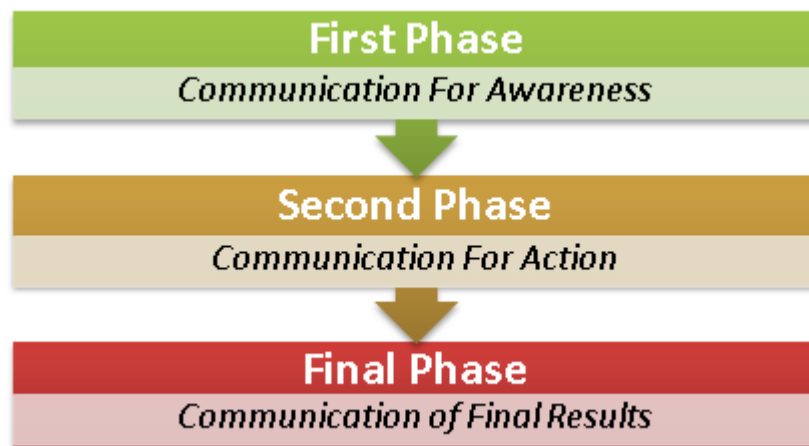 First Phase
Communication For Awareness
Second Phase
Communication For Action
Final Phase
Communication of Final Results